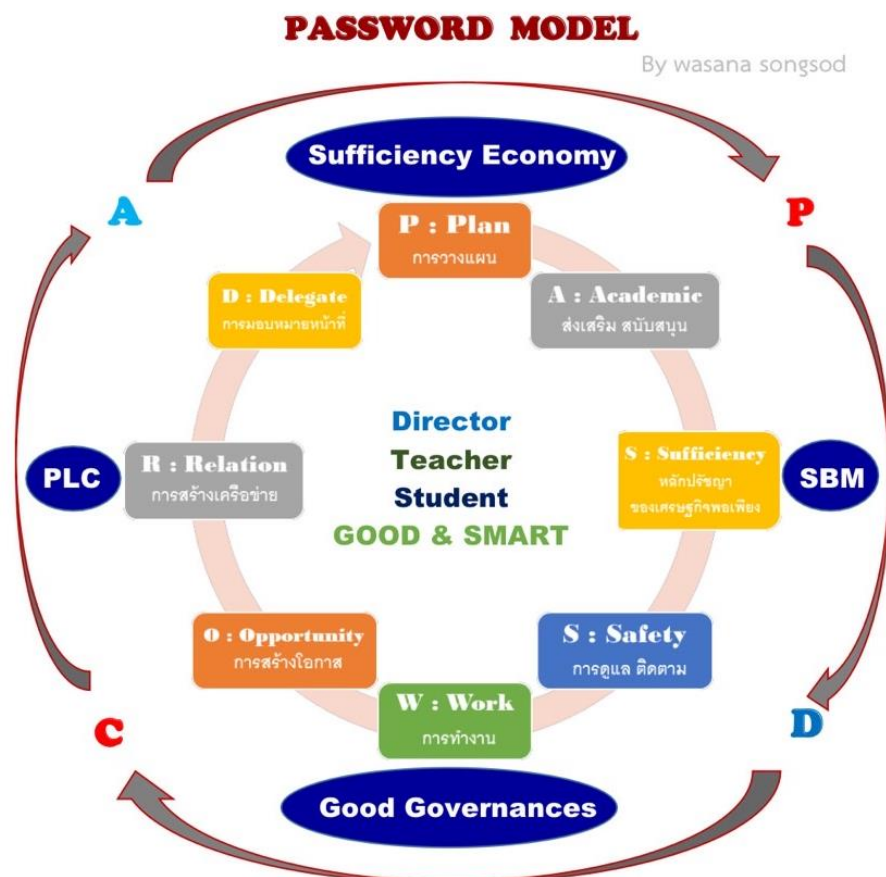 PASSWORD MODEL
By wasana songsod
Sufficiency Economy
A
P
P : Plan
การวางแผน
D : Delegate
การมอบหมายหน้าที่
A : Academic
ส่งเสริม สนับสนุน
Director
Teacher
Student
GOOD & SMART
PLC
R : Relation
การสร้างเครือข่าย
S : Sufficiency
หลักปรัชญา
ของเศรษฐกิจพอเพียง
SBM
O : Opportunity
การสร้างโอกาส
S : Safety
การดูแล ติดตาม
W : Work
การทำงาน
C
D
Good Governances